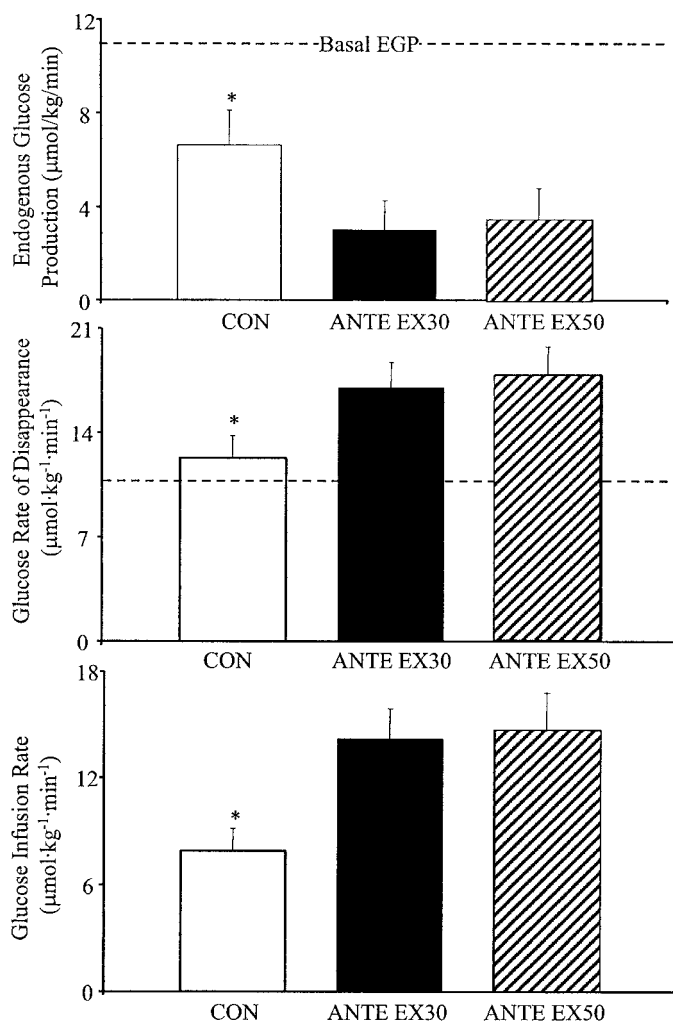 Endogenous Glucose
Production (µmol/kg/min)
12
8
4
0
Basal EGP
*
CON
ANTE EX30
ANTE EX50
Glucose Rate of Disappearance
(µmol·kg⁻¹·min⁻¹)
21
14
7
0
*
CON
ANTE EX30
ANTE EX50
Glucose Infusion Rate
(µmol·kg⁻¹·min⁻¹)
18
12
6
0
*
CON
ANTE EX30
ANTE EX50